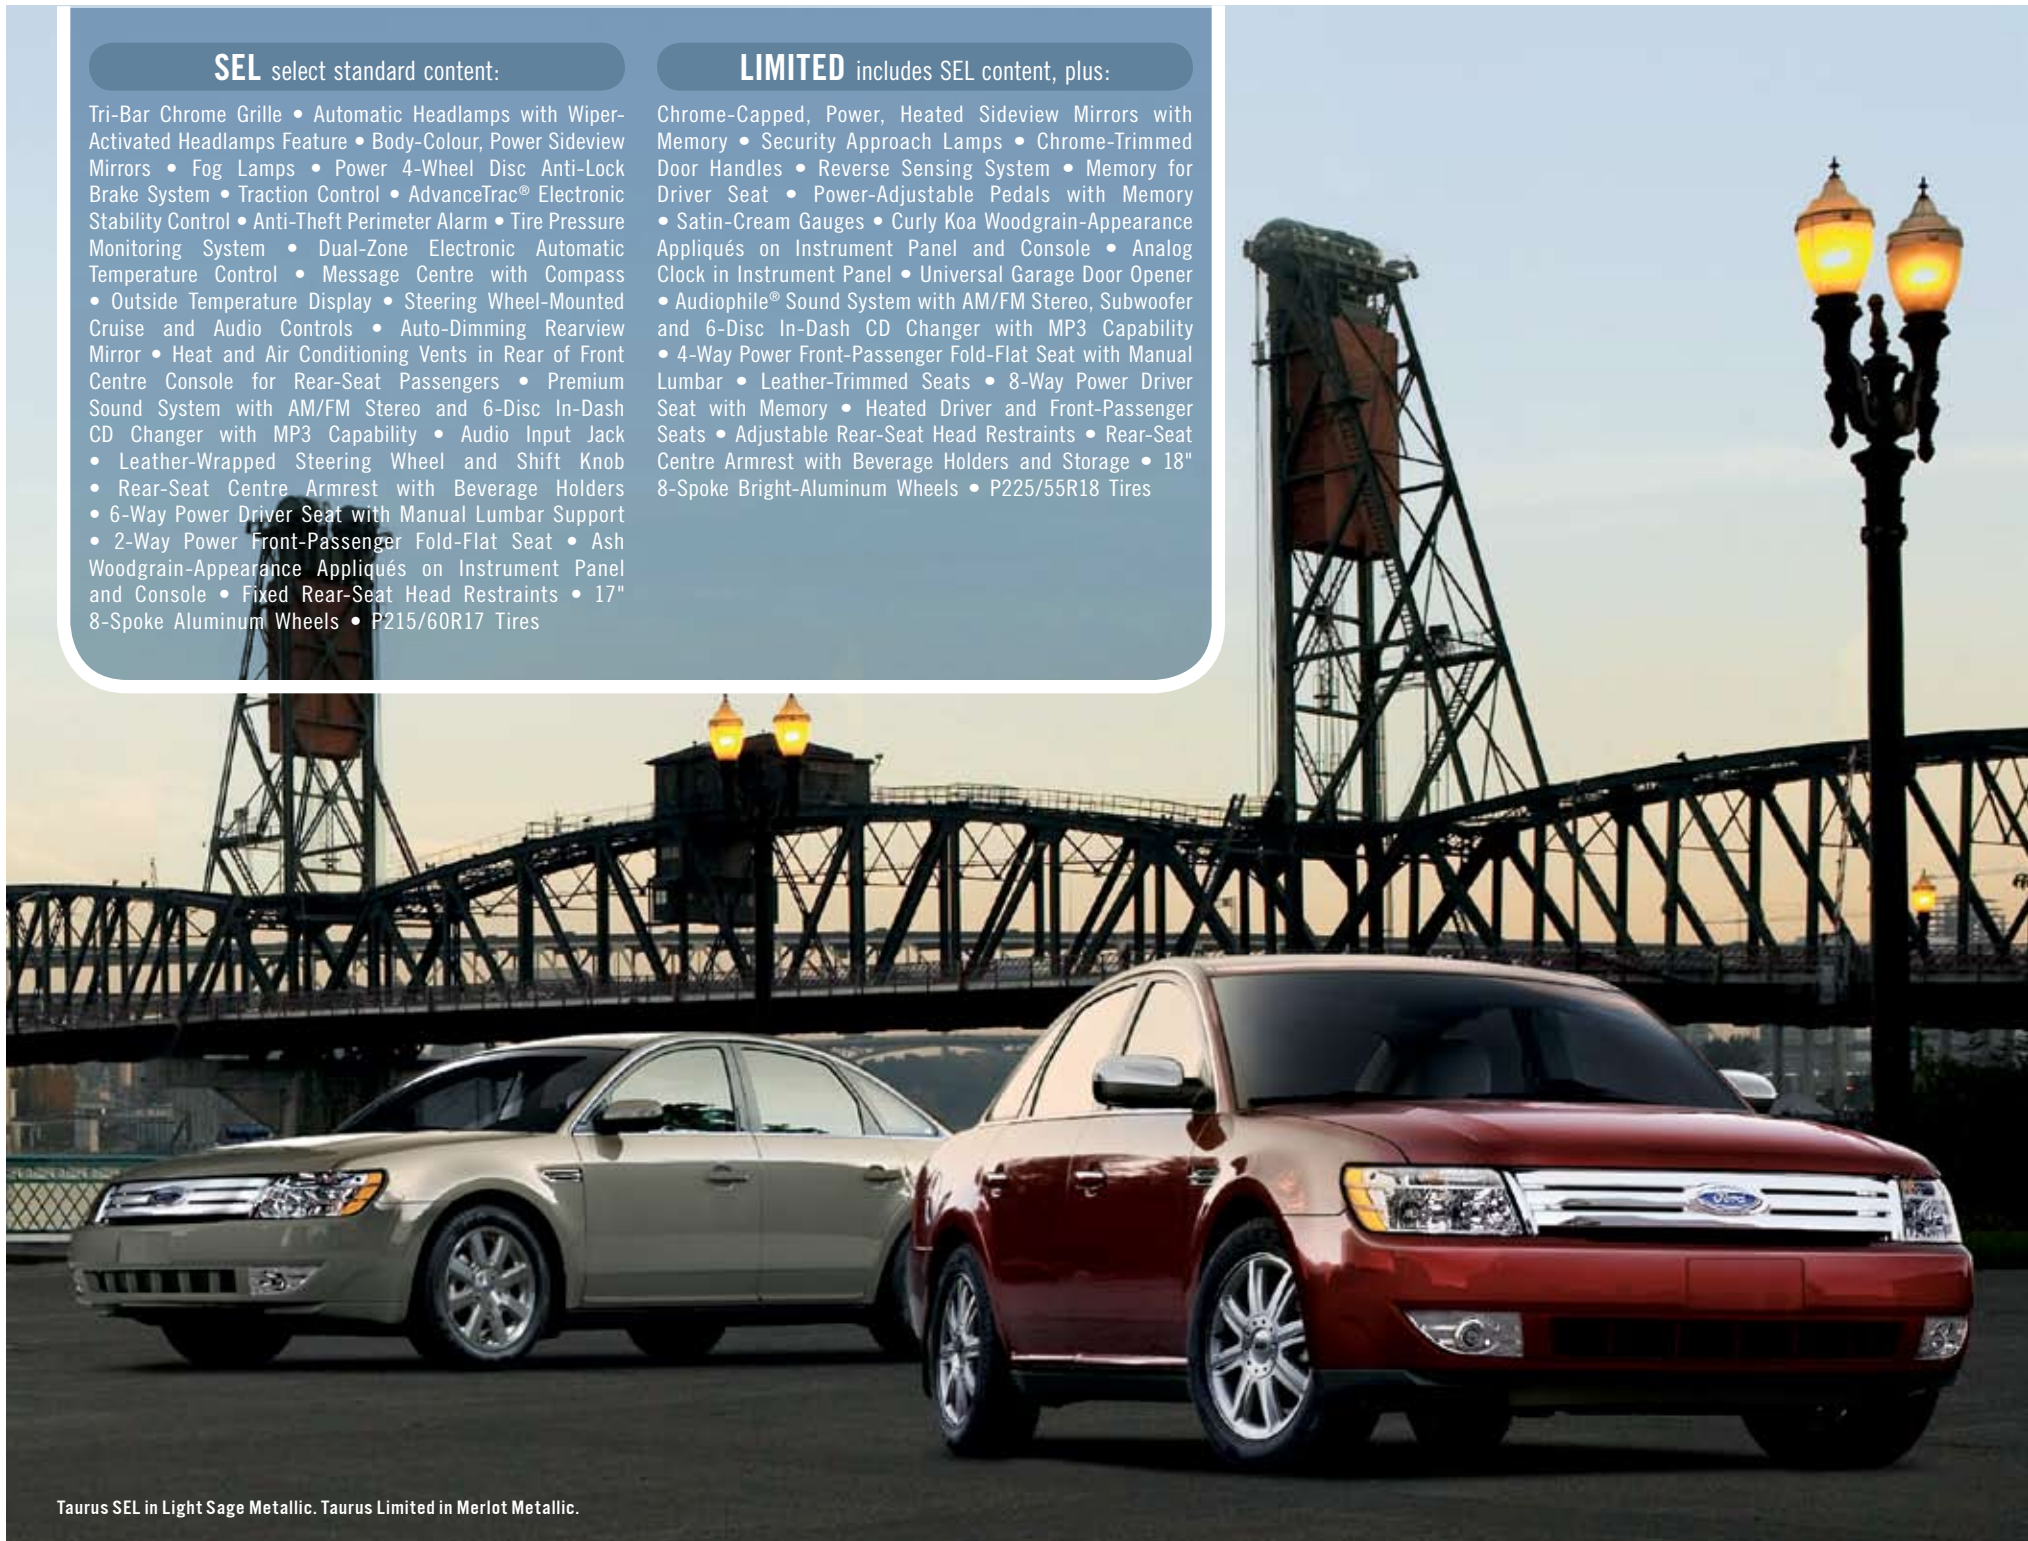 SEL select standard content:
Tri-Bar Chrome Grille • Automatic Headlamps with Wiper-
Activated Headlamps Feature • Body-Colour, Power Sideview
Mirrors • Fog Lamps • Power 4-Wheel Disc Anti-Lock
Brake System • Traction Control • AdvanceTrac® Electronic
Stability Control • Anti-Theft Perimeter Alarm • Tire Pressure
Monitoring System • Dual-Zone Electronic Automatic
Temperature Control • Message Centre with Compass
• Outside Temperature Display • Steering Wheel-Mounted
Cruise and Audio Controls • Auto-Dimming Rearview
Mirror • Heat and Air Conditioning Vents in Rear of Front
Centre Console for Rear-Seat Passengers • Premium
Sound System with AM/FM Stereo and 6-Disc In-Dash
CD Changer with MP3 Capability • Audio Input Jack
• Leather-Wrapped Steering Wheel and Shift Knob
• Rear-Seat Centre Armrest with Beverage Holders
• 6-Way Power Driver Seat with Manual Lumbar Support
• 2-Way Power Front-Passenger Fold-Flat Seat • Ash
Woodgrain-Appearance Appliqués on Instrument Panel
and Console • Fixed Rear-Seat Head Restraints • 17"
8-Spoke Aluminum Wheels • P215/60R17 Tires
LIMITED includes SEL content, plus:
Chrome-Capped, Power, Heated Sideview Mirrors with
Memory • Security Approach Lamps • Chrome-Trimmed
Door Handles • Reverse Sensing System • Memory for
Driver Seat • Power-Adjustable Pedals with Memory
• Satin-Cream Gauges • Curly Koa Woodgrain-Appearance
Appliqués on Instrument Panel and Console • Analog
Clock in Instrument Panel • Universal Garage Door Opener
• Audiophile® Sound System with AM/FM Stereo, Subwoofer
and 6-Disc In-Dash CD Changer with MP3 Capability
• 4-Way Power Front-Passenger Fold-Flat Seat with Manual
Lumbar • Leather-Trimmed Seats • 8-Way Power Driver
Seat with Memory • Heated Driver and Front-Passenger
Seats • Adjustable Rear-Seat Head Restraints • Rear-Seat
Centre Armrest with Beverage Holders and Storage • 18"
8-Spoke Bright-Aluminum Wheels • P225/55R18 Tires
Ford
Taurus SEL in Light Sage Metallic. Taurus Limited in Merlot Metallic.